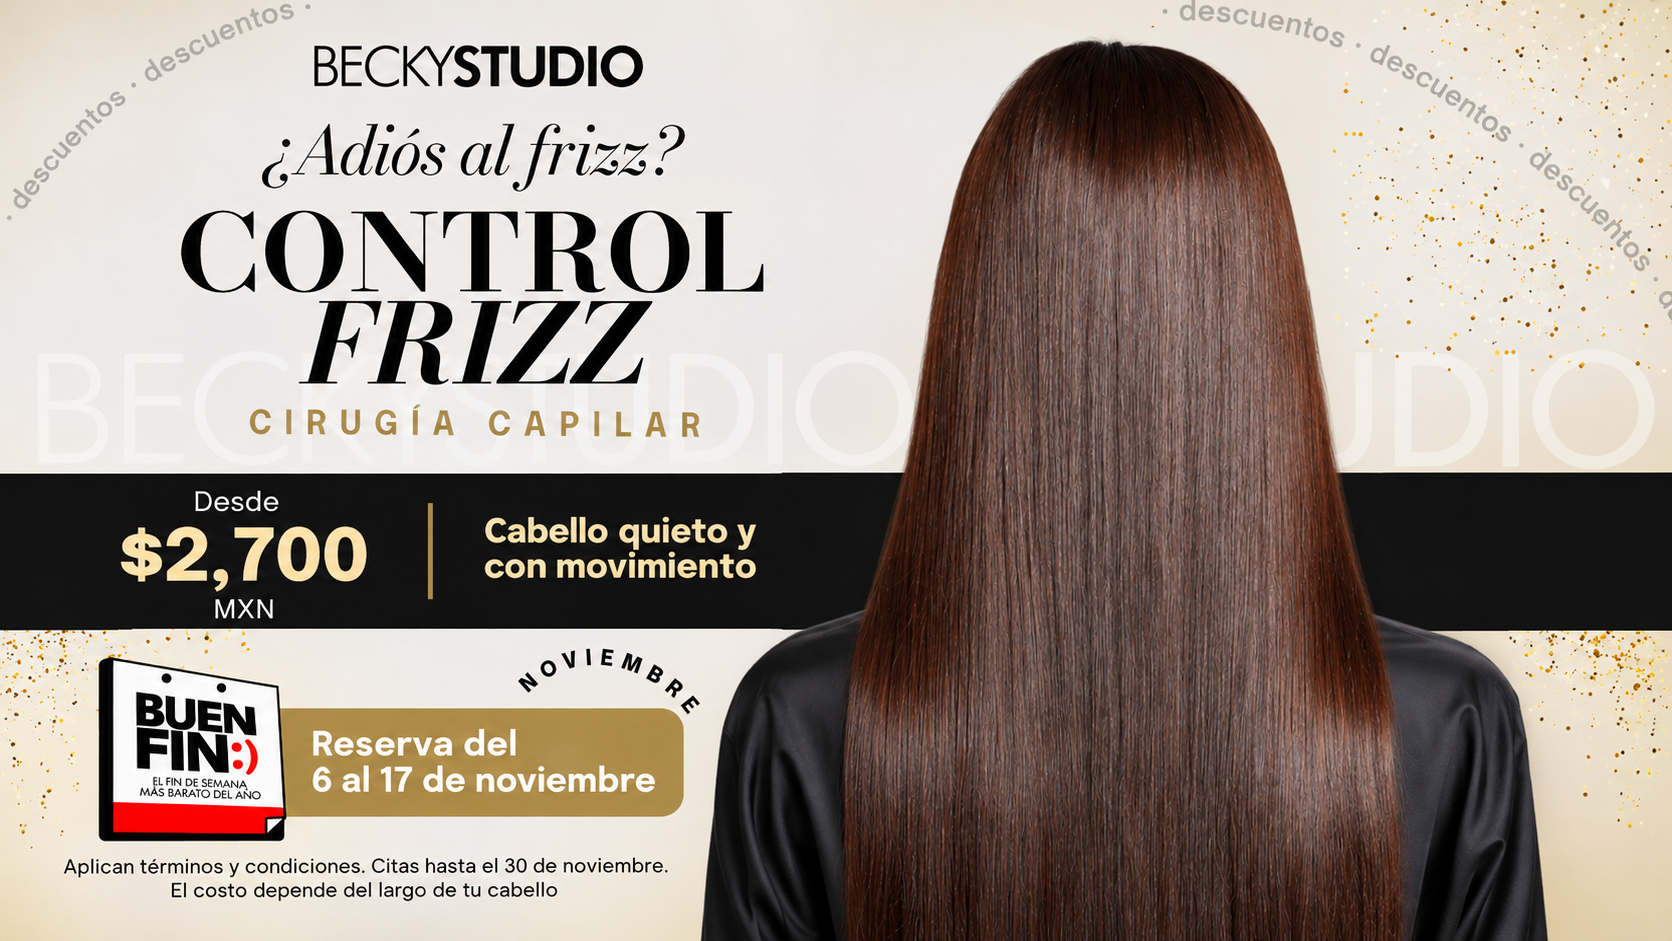 · descuentos · descuentos ·
· descuentos · descuentos · descuentos ·
BECKYSTUDIO
¿Adiós al frizz?
CONTROL
FRIZZ
BECKYSTUDIO
STUDIO
CIRUGÍA CAPILAR
Desde
$2,700
MXN
Cabello quieto y
con movimiento
NOVIEMBRE
BUEN
FIN:)
EL FIN DE SEMANA
MÁS BARATO DEL AÑO
Reserva del
6 al 17 de noviembre
Aplican términos y condiciones. Citas hasta el 30 de noviembre.
El costo depende del largo de tu cabello